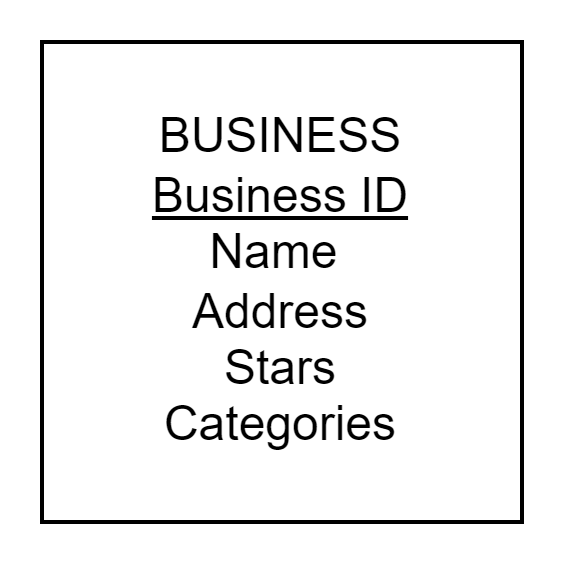 BUSINESS
Business ID
Name
Address
Stars
Categories